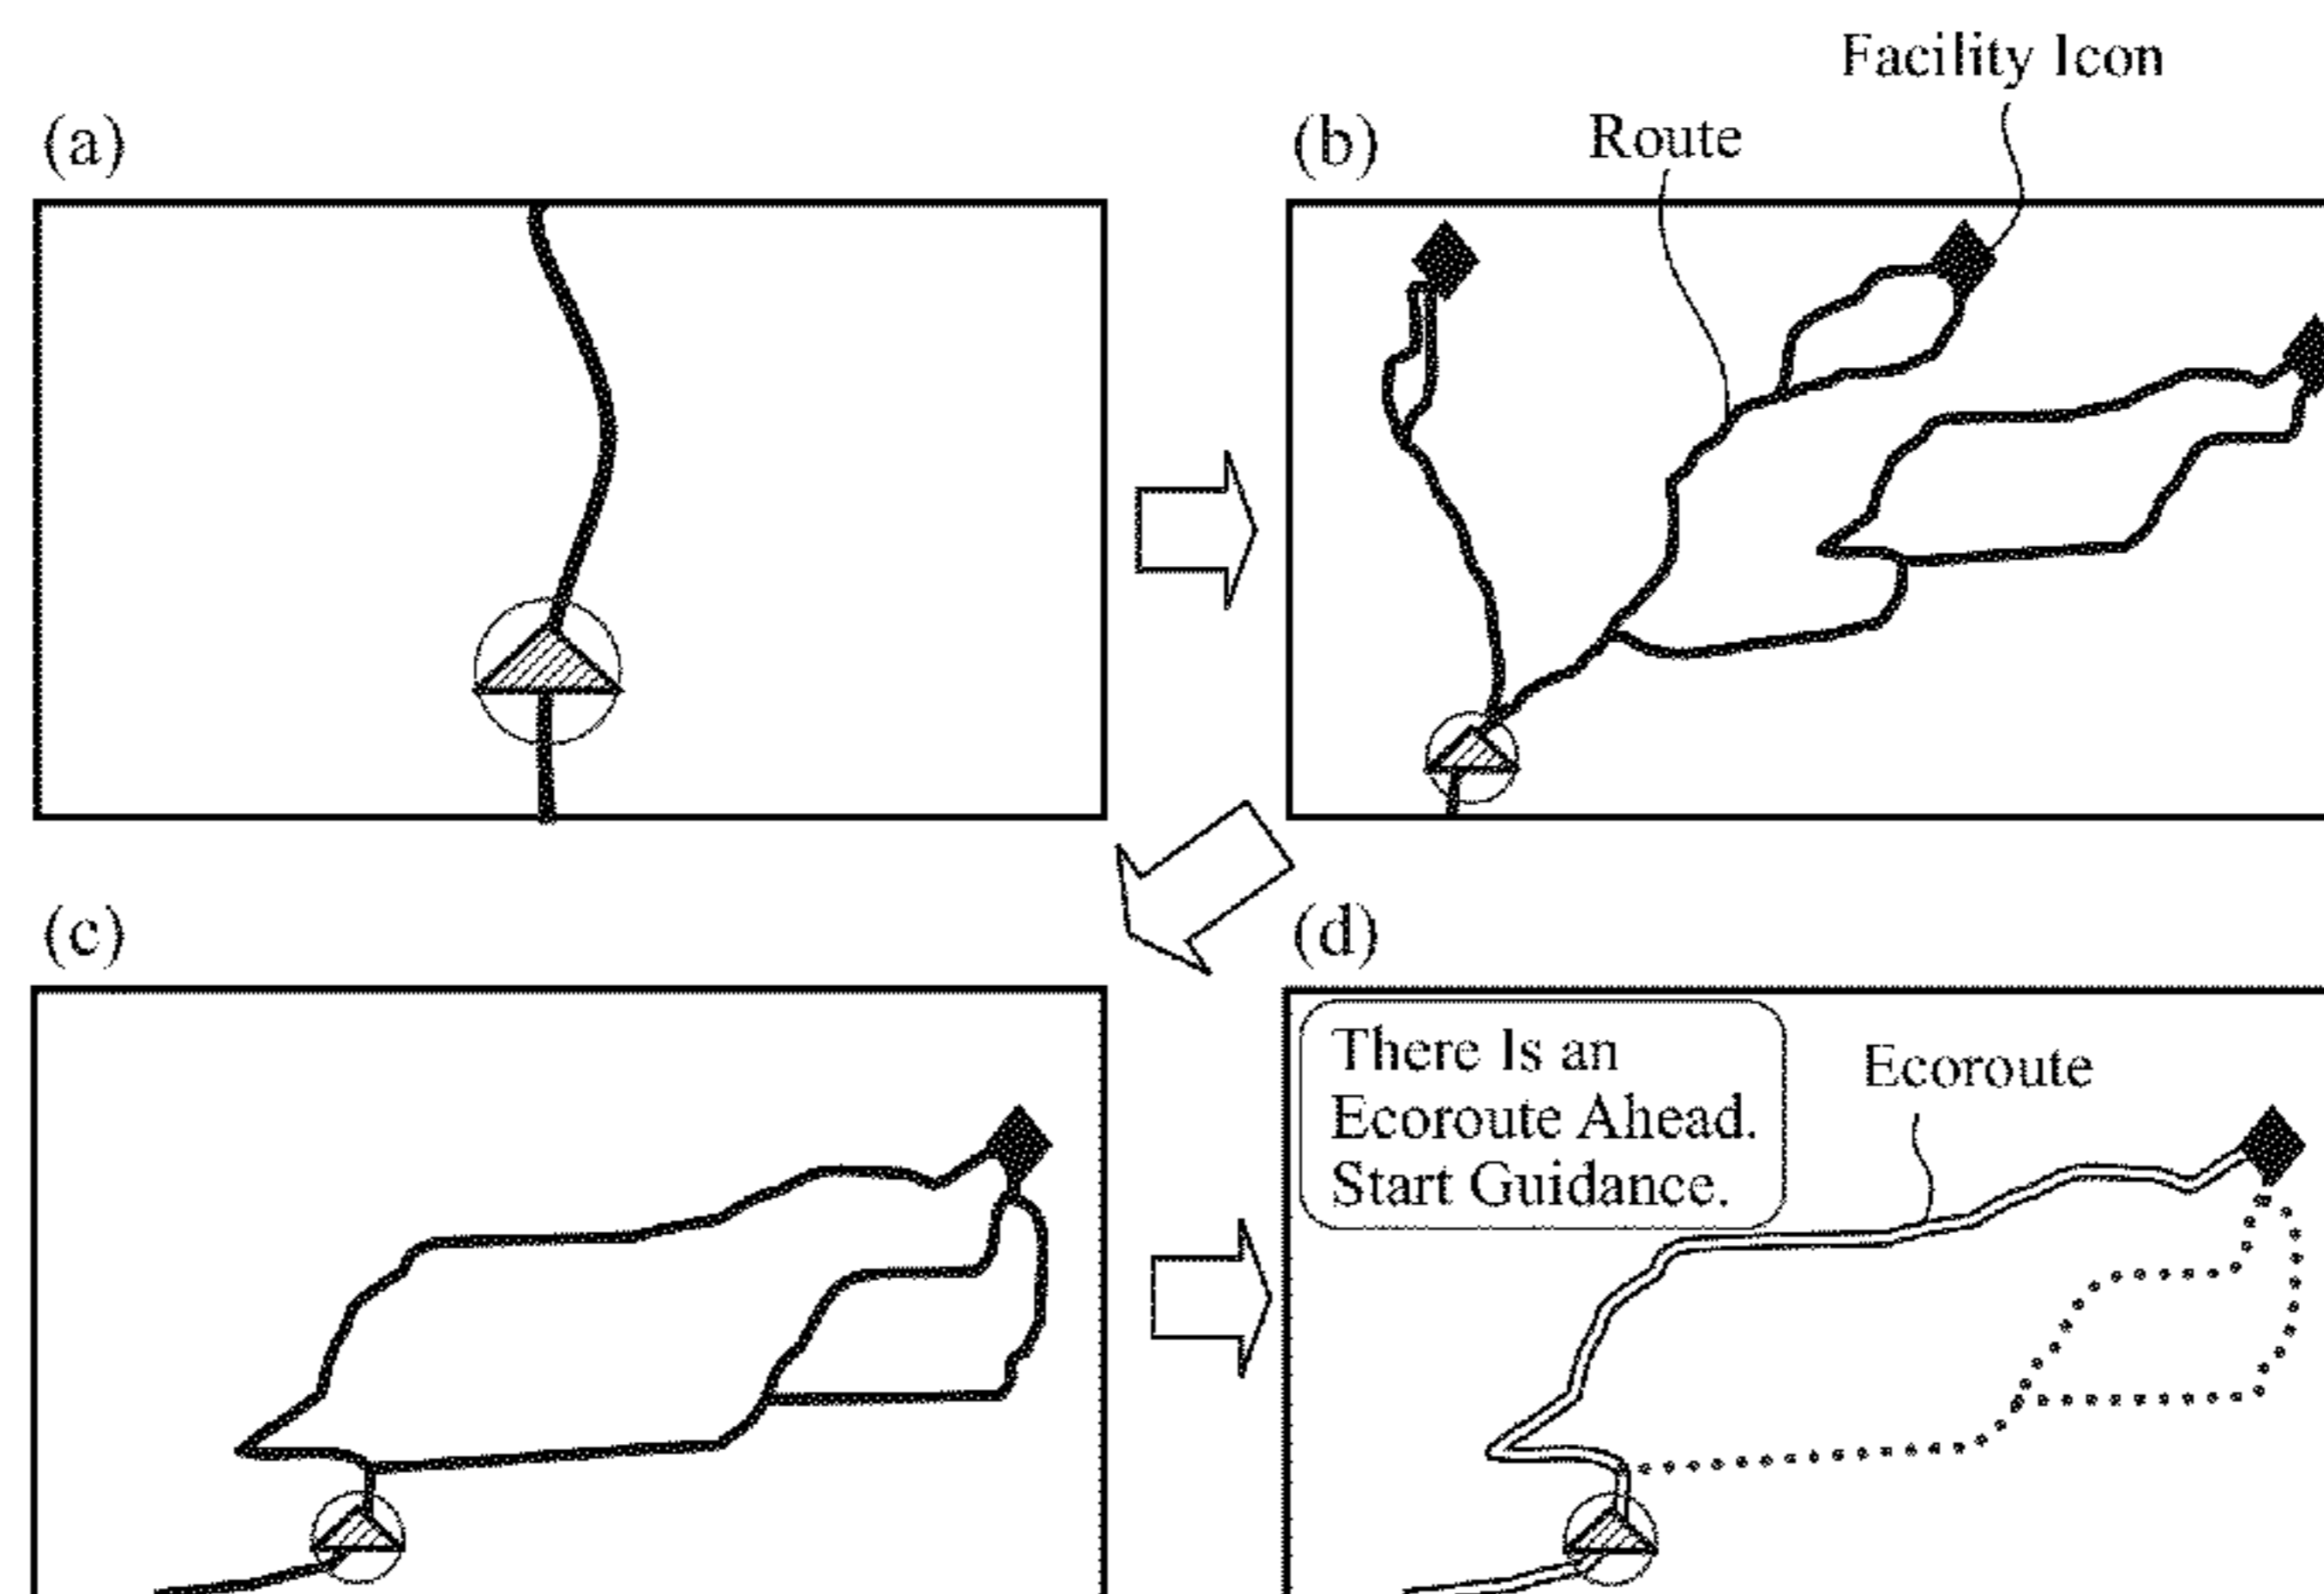 Facility Icon
(a)
(b)
Route
(c)
(d)
There Is an
Ecoroute Ahead.
Start Guidance.
Ecoroute